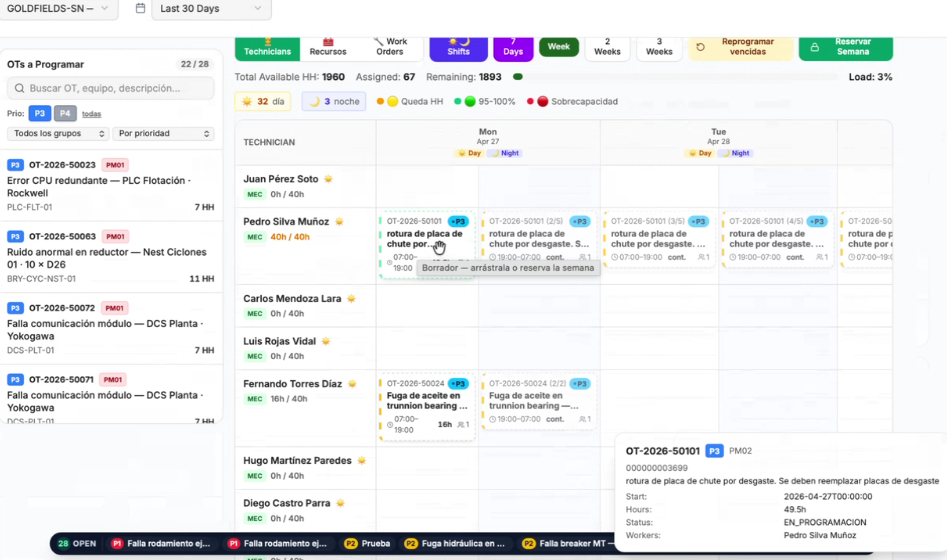 GOLDFIELDS-SN —
Last 30 Days
OTs a Programar
22 / 28
Buscar OT, equipo, descripción...
Prio: P3 P4 todas
Todos los grupos
Por prioridad
P3 OT-2026-50023 PM01
Error CPU redundante — PLC Flotación ·
Rockwell
PLC-FLT-01 7 HH
P3 OT-2026-50063 PM01
Ruido anormal en reductor — Nest Ciclones
01 · 10 × D26
BRY-CYC-NST-01 11 HH
P3 OT-2026-50072 PM01
Falla comunicación módulo — DCS Planta ·
Yokogawa
DCS-PLT-01 7 HH
P3 OT-2026-50071 PM01
Falla comunicación módulo — DCS Planta ·
Yokogawa
DCS-PLT-01 7 HH
Technicians
Recursos
Work
Orders
Shifts
7
Days
Week
2
Weeks
3
Weeks
Reprogramar
vencidas
Reservar
Semana
Total Available HH: 1960 Assigned: 67 Remaining: 1893
Load: 3%
32 día
3 noche
Queda HH
95-100%
Sobrecapacidad
TECHNICIAN
Mon
Apr 27
Day Night
Tue
Apr 28
Day Night
Juan Pérez Soto
MEC 0h / 40h
Pedro Silva Muñoz
MEC 40h / 40h
OT-2026-50101 P3
rotura de placa de
chute por...
07:00–
19:00
OT-2026-50101 (2/5) P3
rotura de placa de
chute por desgaste. S...
19:00–07:00 cont. 1
OT-2026-50101 (3/5) P3
rotura de placa de
chute por desgaste. ...
07:00–19:00 cont. 1
OT-2026-50101 (4/5) P3
rotura de placa de
chute por desgaste. ...
19:00–07:00 cont. 1
OT-2026-50
rotura de p
chute por d
07:00–19:
Borrador — arrástrala o reserva la semana
Carlos Mendoza Lara
MEC 0h / 40h
Luis Rojas Vidal
MEC 0h / 40h
Fernando Torres Díaz
MEC 16h / 40h
OT-2026-50024 P3
Fuga de aceite en
trunnion bearing ...
07:00–
19:00
16h 1
OT-2026-50024 (2/2) P3
Fuga de aceite en
trunnion bearing —...
19:00–07:00 cont. 1
Hugo Martínez Paredes
MEC 0h / 40h
Diego Castro Parra
MEC 0h / 40h
OT-2026-50101 P3 PM02
000000003699
rotura de placa de chute por desgaste. Se deben reemplazar placas de desgaste
Start: 2026-04-27T00:00:00
Hours: 49.5h
Status: EN_PROGRAMACION
Workers: Pedro Silva Muñoz
28 OPEN
P1 Falla rodamiento ej...
P1 Falla rodamiento ej...
P2 Prueba
P2 Fuga hidráulica en ...
P2 Falla breaker MT —